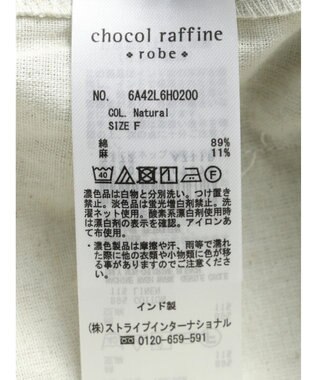 chocol raffine
robe
NO. 6A42L6H0200
COL. Natural
SIZE F
綿 89%
麻 11%
40
F
濃色品は白物と分別洗い。つけ置き
禁止。淡色品は蛍光増白剤禁止。洗
濯ネット使用。酸素系漂白剤使用時
は漂白剤の表示を確認。アイロンあ
て布使用。
・濃色製品は摩擦や汗、雨等で濡れ
た際に他の衣類や小物類に色が移
る事がありますのでご注意くださ
い。
インド製
(株)ストライプインターナショナル
0120-659-591